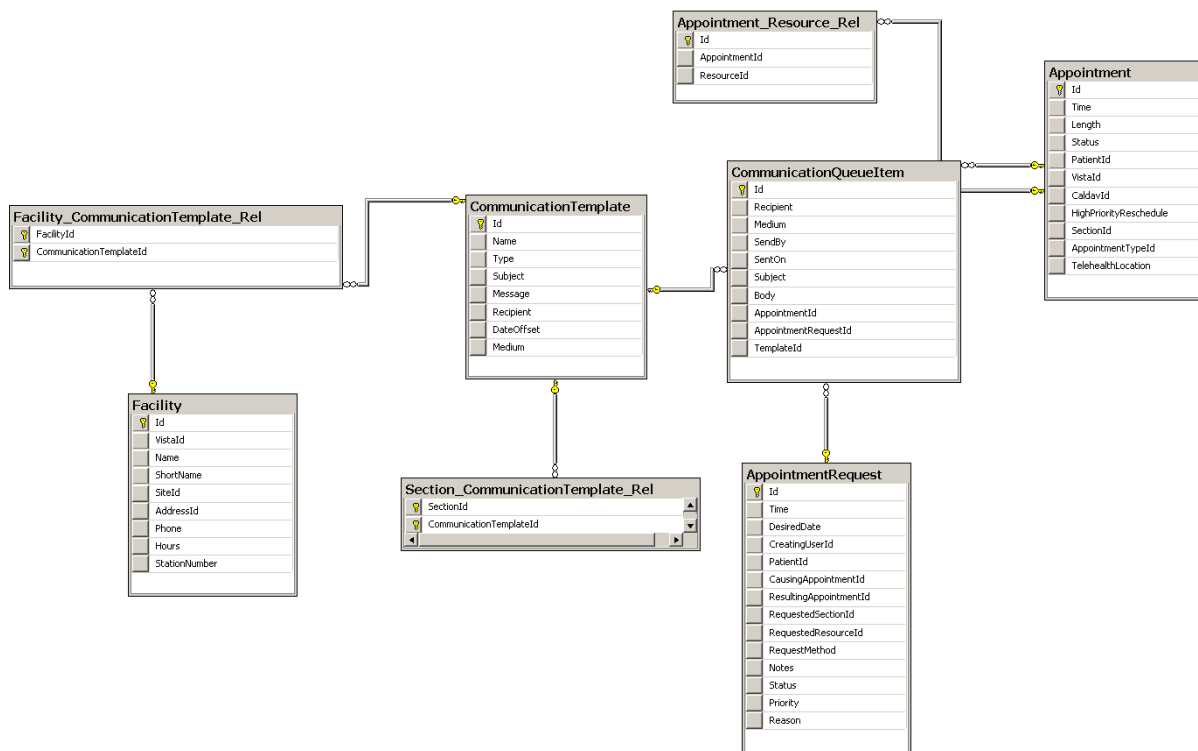 Appointment_Resource_Rel
Id
AppointmentId
ResourceId
Appointment
Id
Time
Length
Status
PatientId
VistaId
CaldavId
HighPriorityReschedule
SectionId
AppointmentTypeId
TelehealthLocation
CommunicationQueueItem
Id
Recipient
Medium
SendBy
SentOn
Subject
Body
AppointmentId
AppointmentRequestId
TemplateId
CommunicationTemplate
Id
Name
Type
Subject
Message
Recipient
DateOffset
Medium
Facility_CommunicationTemplate_Rel
FacilityId
CommunicationTemplateId
Facility
Id
VistaId
Name
ShortName
SiteId
AddressId
Phone
Hours
StationNumber
Section_CommunicationTemplate_Rel
SectionId
CommunicationTemplateId
AppointmentRequest
Id
Time
DesiredDate
CreatingUserId
PatientId
CausingAppointmentId
ResultingAppointmentId
RequestedSectionId
RequestedResourceId
RequestMethod
Notes
Status
Priority
Reason